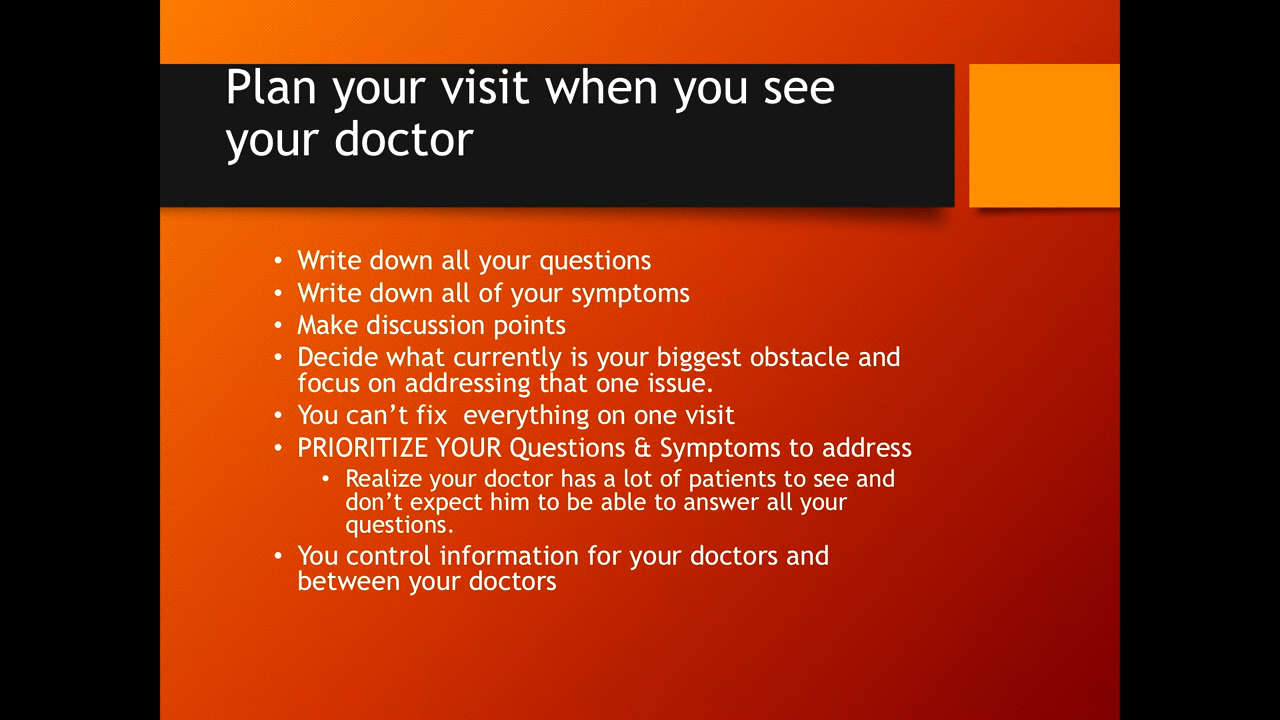 Plan your visit when you see
your doctor
• Write down all your questions
• Write down all of your symptoms
• Make discussion points
• Decide what currently is your biggest obstacle and
focus on addressing that one issue.
• You can’t fix  everything on one visit
• PRIORITIZE YOUR Questions & Symptoms to address
• Realize your doctor has a lot of patients to see and
don’t expect him to be able to answer all your
questions.
• You control information for your doctors and
between your doctors